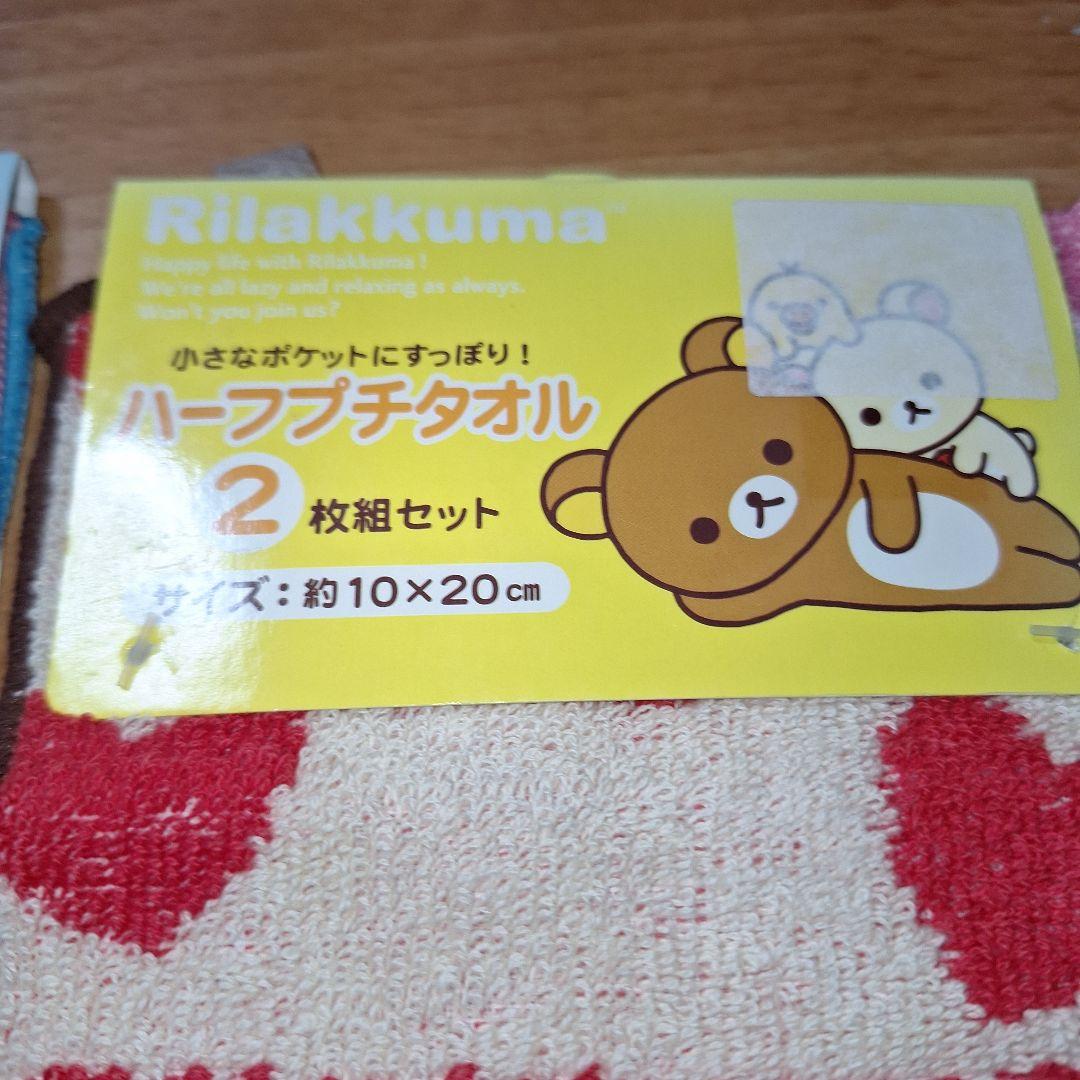 Rilakkuma™
Happy life with Rilakkuma!
We're all lazy and relaxing as always.
Won't you join us?
小さなポケットにすっぽり!
ハーフプチタオル
2枚組セット
サイズ:約10×20cm